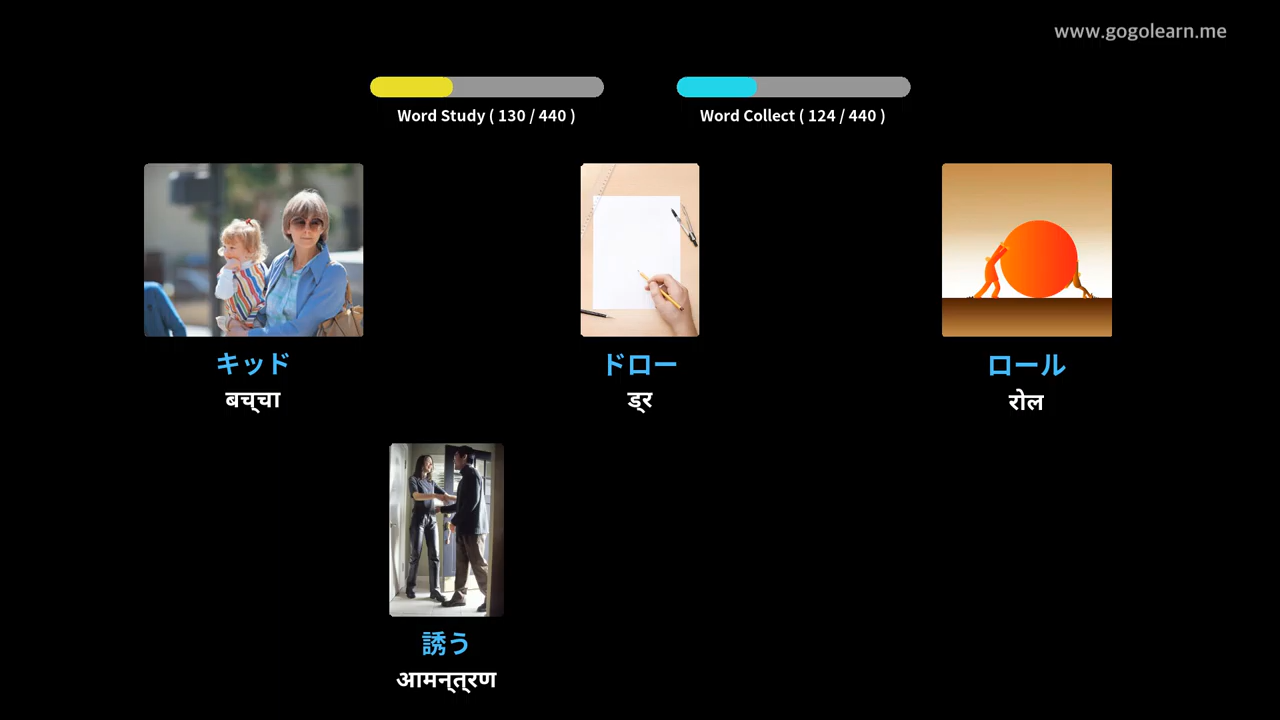 www.gogolearn.me
Word Study ( 130 / 440 )
Word Collect ( 124 / 440 )
キッド
बच्चा
ドロー
ड्र
ロール
रोल
誘う
आमन्त्रण